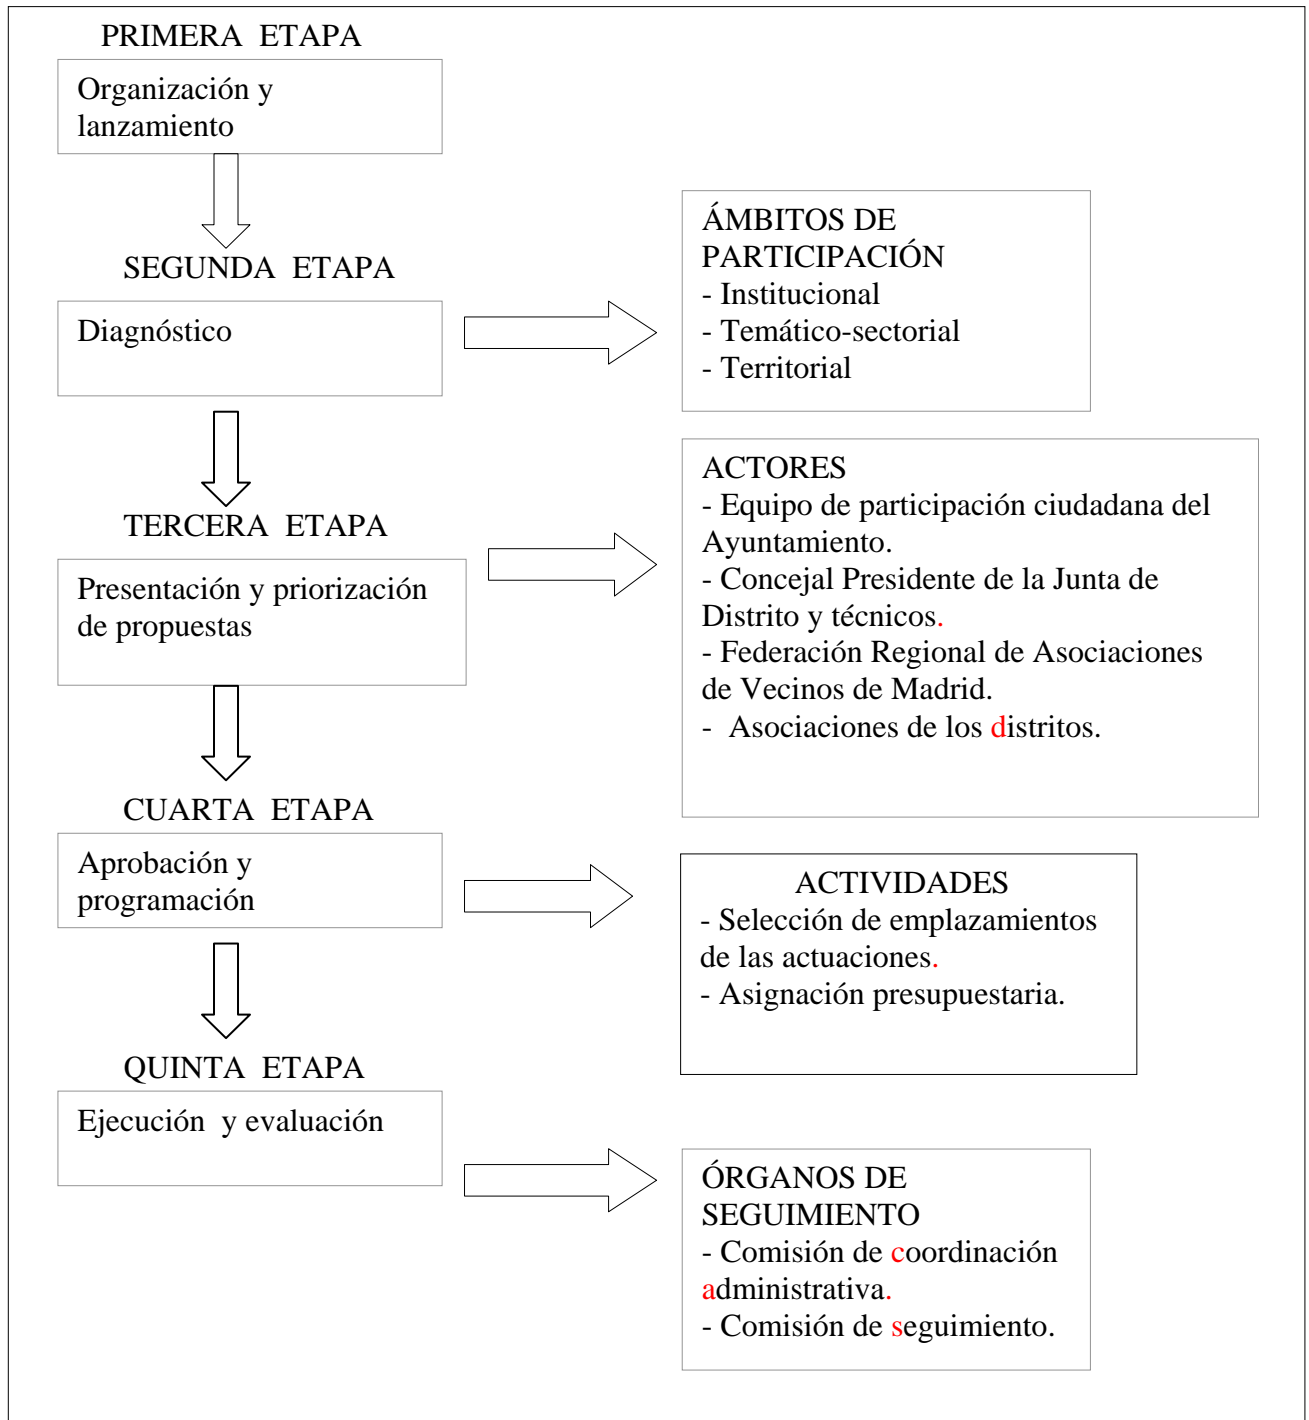 PRIMERA ETAPA
Organización y
lanzamiento
SEGUNDA ETAPA
Diagnóstico
ÁMBITOS DE
PARTICIPACIÓN
- Institucional
- Temático-sectorial
- Territorial
TERCERA ETAPA
Presentación y priorización
de propuestas
ACTORES
- Equipo de participación ciudadana del
Ayuntamiento.
- Concejal Presidente de la Junta de
Distrito y técnicos.
- Federación Regional de Asociaciones
de Vecinos de Madrid.
- Asociaciones de los distritos.
CUARTA ETAPA
Aprobación y
programación
ACTIVIDADES
- Selección de emplazamientos
de las actuaciones.
- Asignación presupuestaria.
QUINTA ETAPA
Ejecución y evaluación
ÓRGANOS DE
SEGUIMIENTO
- Comisión de coordinación
administrativa.
- Comisión de seguimiento.